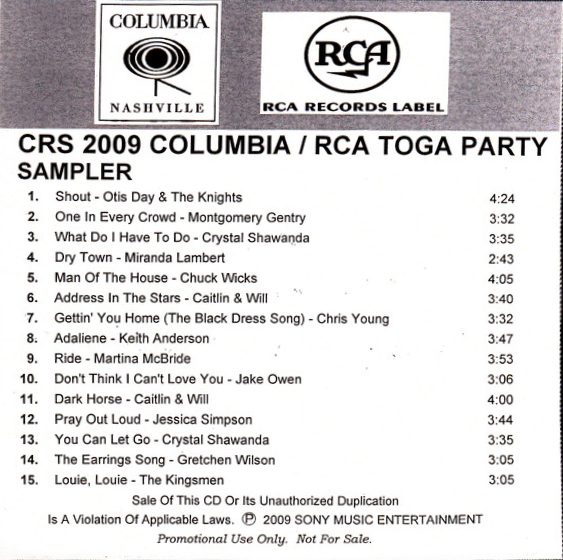 COLUMBIA
NASHVILLE
RCA
RCA RECORDS LABEL
CRS 2009 COLUMBIA / RCA TOGA PARTY
SAMPLER
1. Shout - Otis Day & The Knights 4:24
2. One In Every Crowd - Montgomery Gentry 3:32
3. What Do I Have To Do - Crystal Shawanda 3:35
4. Dry Town - Miranda Lambert 2:43
5. Man Of The House - Chuck Wicks 4:05
6. Address In The Stars - Caitlin & Will 3:40
7. Gettin' You Home (The Black Dress Song) - Chris Young 3:32
8. Adaliene - Keith Anderson 3:47
9. Ride - Martina McBride 3:53
10. Don't Think I Can't Love You - Jake Owen 3:06
11. Dark Horse - Caitlin & Will 4:00
12. Pray Out Loud - Jessica Simpson 3:44
13. You Can Let Go - Crystal Shawanda 3:35
14. The Earrings Song - Gretchen Wilson 3:05
15. Louie, Louie - The Kingsmen 3:05
Sale Of This CD Or Its Unauthorized Duplication
Is A Violation Of Applicable Laws. ℗ 2009 SONY MUSIC ENTERTAINMENT
Promotional Use Only. Not For Sale.